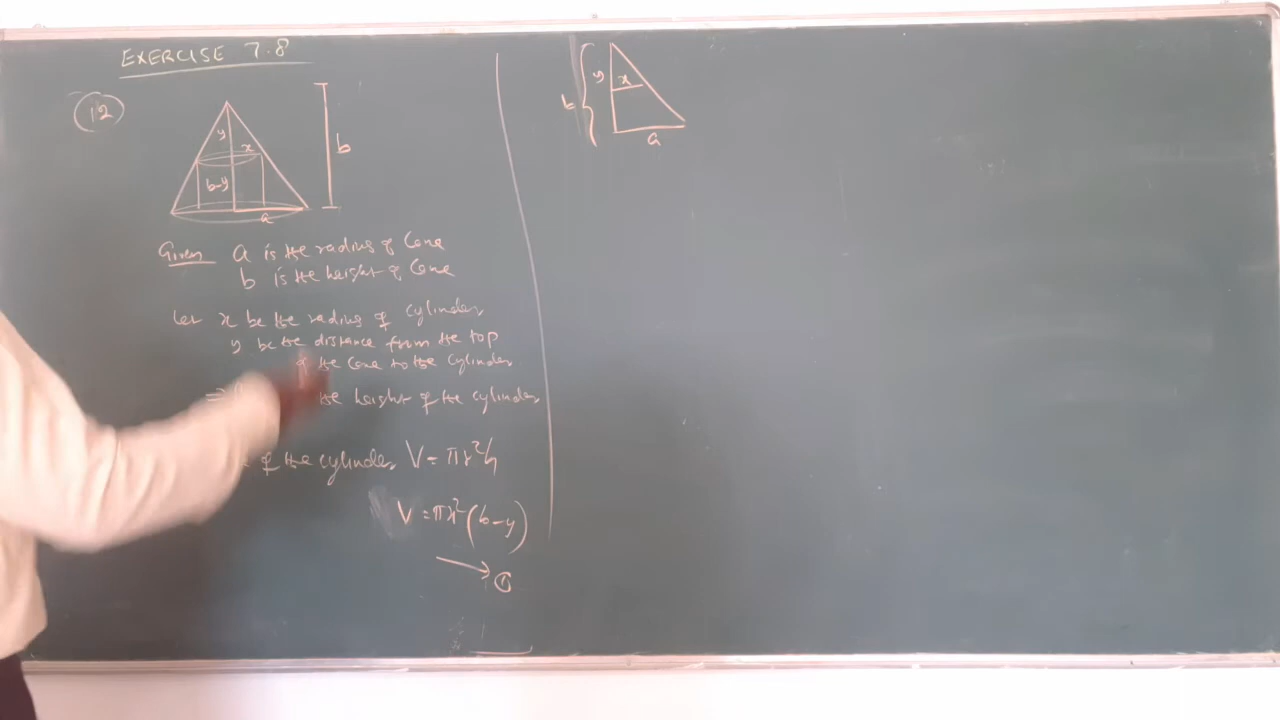 EXERCISE 7.8
12
y
x
b
b-y
a
Given a is the radius of Cone
b is the height of Cone
Let x be the radius of cylinder
y be the distance from the top
of the Cone to the cylinder
⇒ the height of the cylinder
of the cylinder V = πr²h
V = πx²(b-y)
→ ①
y
x
b
a